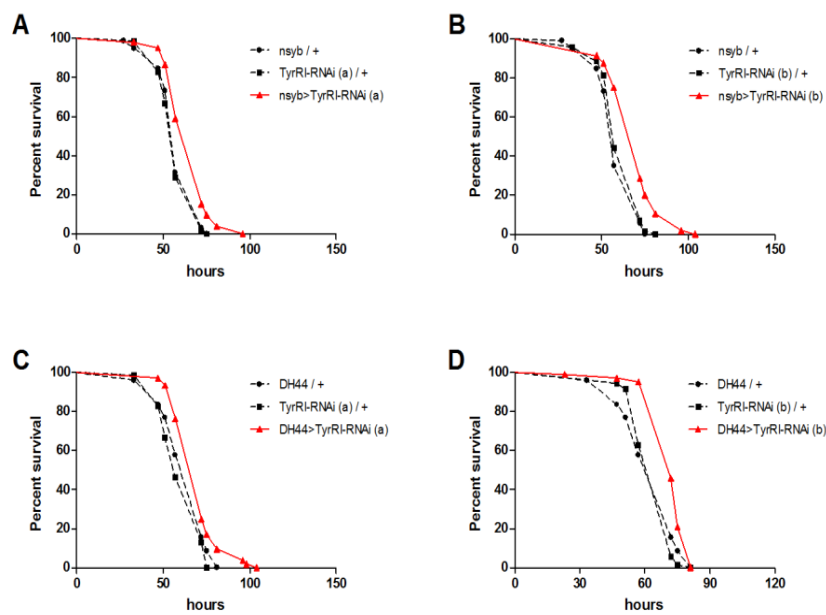 A
nsyb / +
TyrRI-RNAi (a) / +
nsyb>TyrRI-RNAi (a)
Percent survival
100
80
60
40
20
0
0 50 100 150
hours
B
nsyb / +
TyrRI-RNAi (b) / +
nsyb>TyrRI-RNAi (b)
Percent survival
100
80
60
40
20
0
0 50 100 150
hours
C
DH44 / +
TyrRI-RNAi (a) / +
DH44>TyrRI-RNAi (a)
Percent survival
100
80
60
40
20
0
0 50 100 150
hours
D
DH44 / +
TyrRI-RNAi (b) / +
DH44>TyrRI-RNAi (b)
Percent survival
100
80
60
40
20
0
0 30 60 90 120
hours